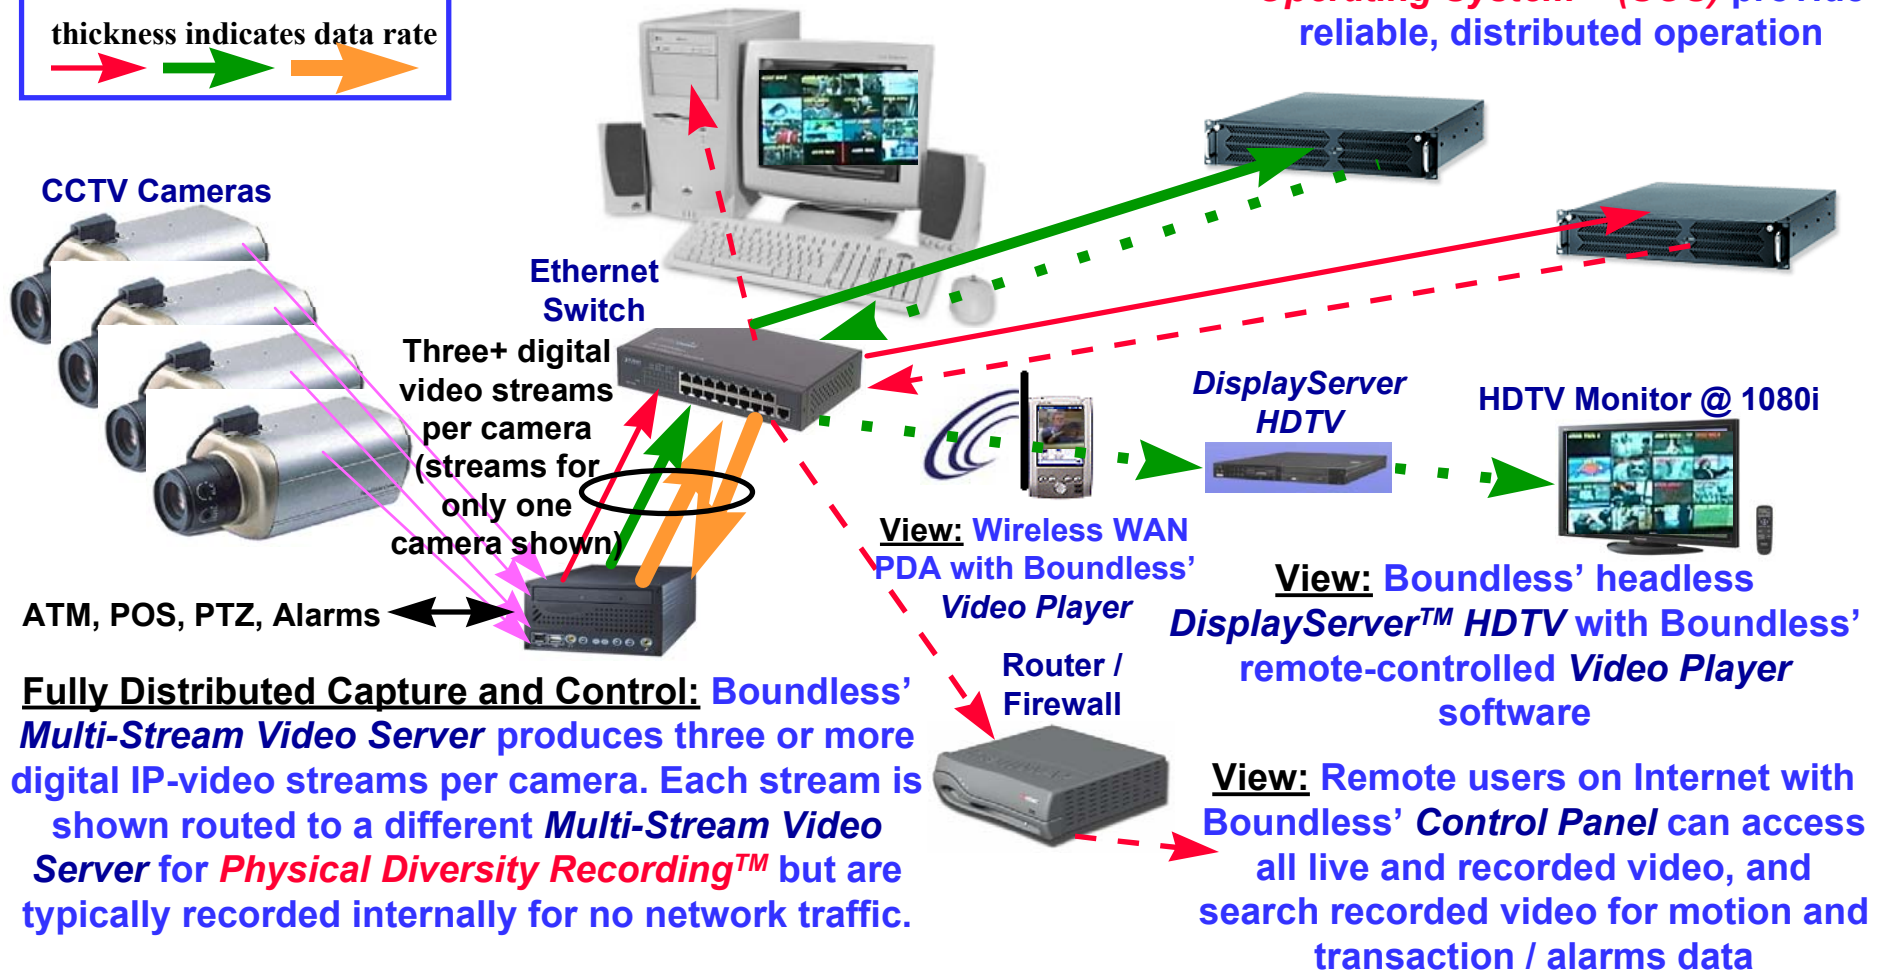 thickness indicates data rate
reliable, distributed operation
CCTV Cameras
Ethernet
Switch
Three+ digital
video streams
per camera
(streams for
only one
camera shown)
DisplayServer
HDTV
HDTV Monitor @ 1080i
View: Wireless WAN
PDA with Boundless’
Video Player
View: Boundless’ headless
DisplayServerTM HDTV with Boundless’
remote-controlled Video Player
software
ATM, POS, PTZ, Alarms
Router /
Firewall
Fully Distributed Capture and Control: Boundless’
Multi-Stream Video Server produces three or more
digital IP-video streams per camera. Each stream is
shown routed to a different Multi-Stream Video
Server for Physical Diversity RecordingTM but are
typically recorded internally for no network traffic.
View: Remote users on Internet with
Boundless’ Control Panel can access
all live and recorded video, and
search recorded video for motion and
transaction / alarms data